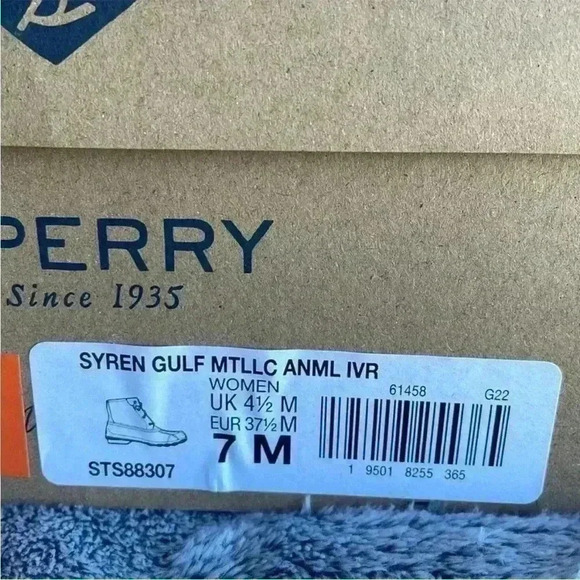 PERRY
Since 1935
SYREN GULF MTLLC ANML IVR
WOMEN
UK 4½ M
EUR 37½ M
7 M
STS88307
61458 G22
1 9501 8255 365